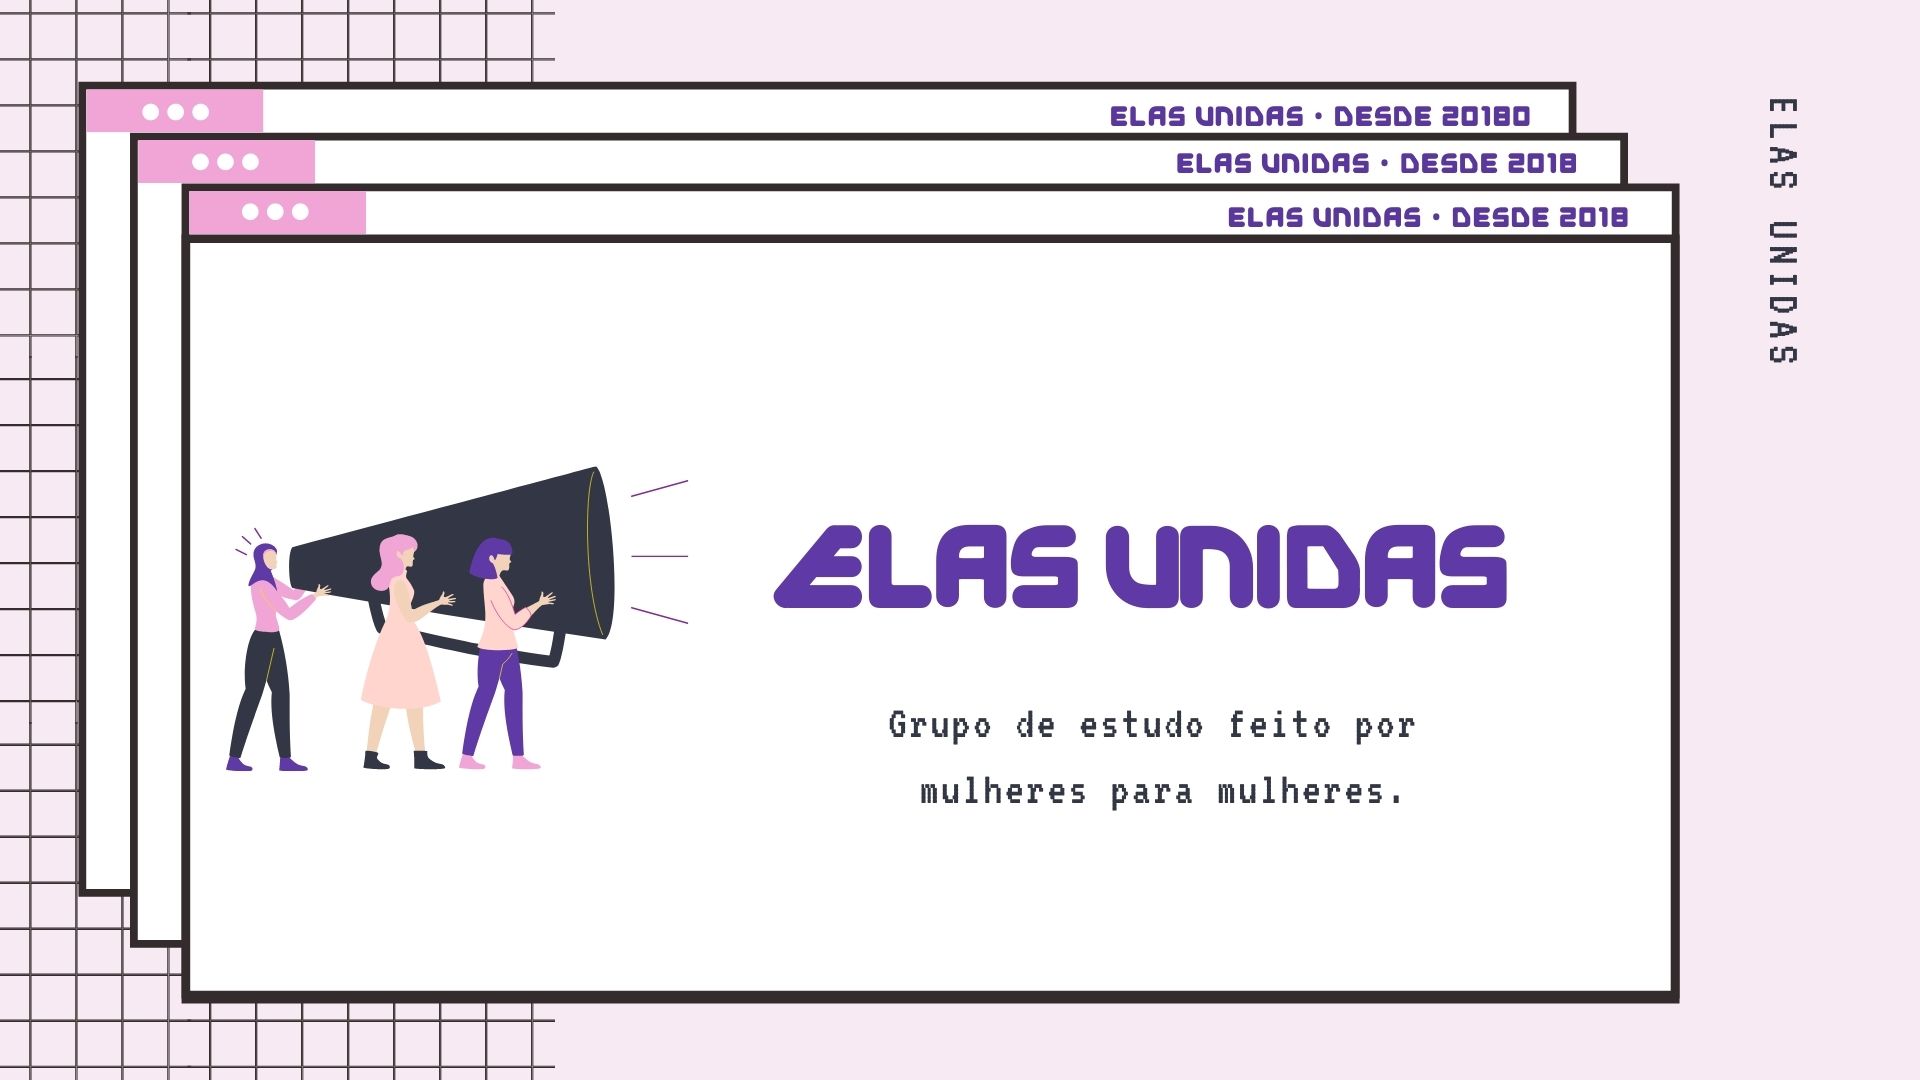 ELAS UNIDAS • DESDE 20180
ELAS UNIDAS • DESDE 2018
ELAS UNIDAS • DESDE 2018
ELAS UNIDAS
ELAS UNIDAS
Grupo de estudo feito por
mulheres para mulheres.